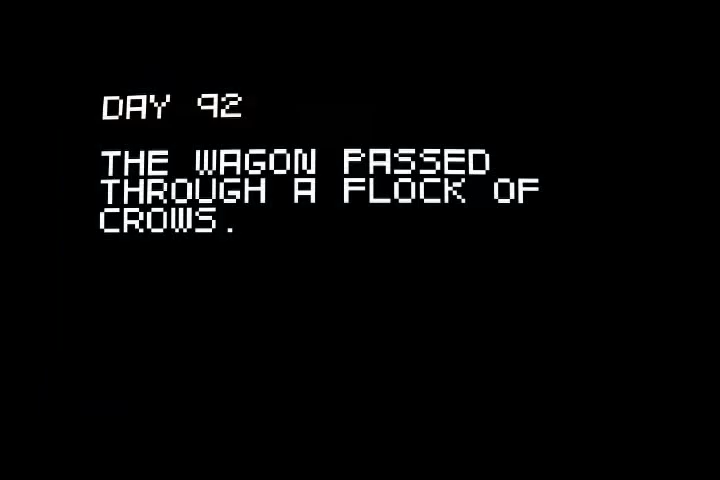 DAY 92
THE WAGON PASSED
THROUGH A FLOCK OF
CROWS.